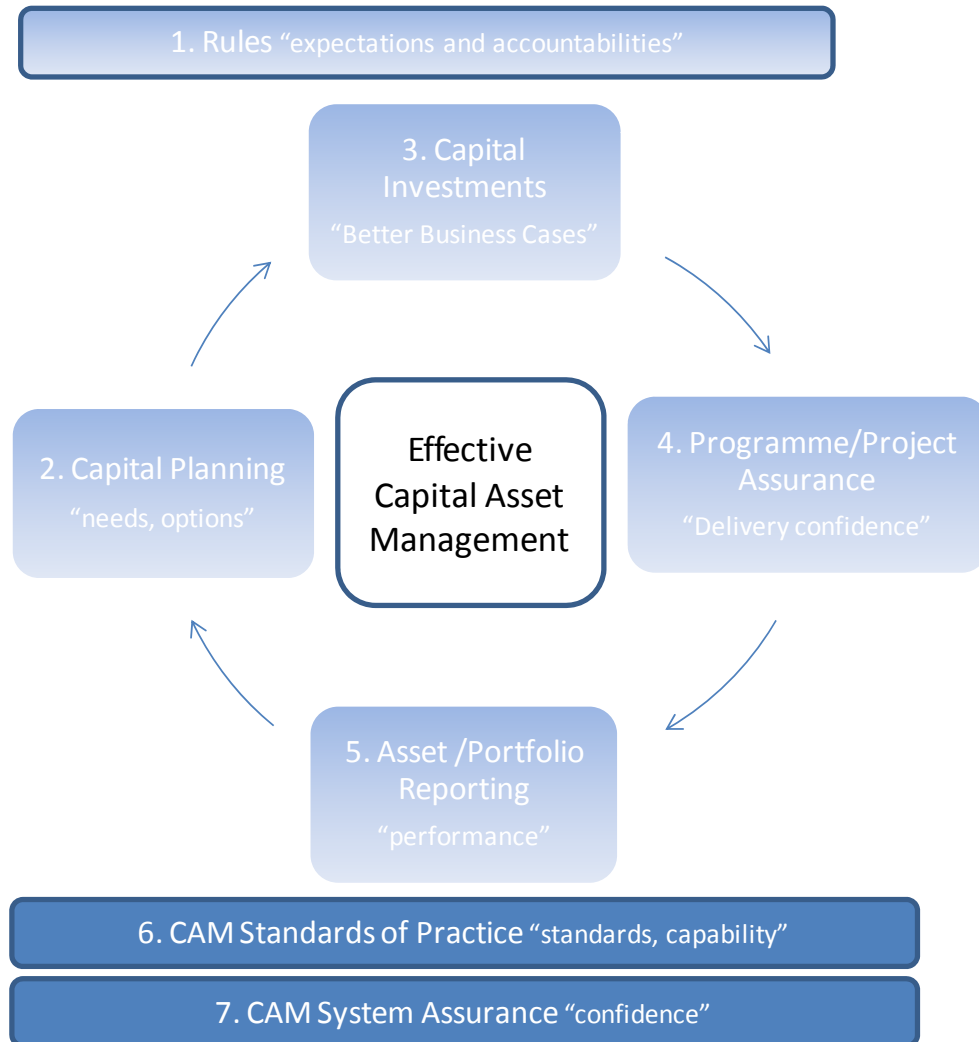 1. Rules “expectations and accountabilities”
3. Capital
Investments
“Better Business Cases”
2. Capital Planning
“needs, options”
Effective
Capital Asset
Management
4. Programme/Project
Assurance
“Delivery confidence”
5. Asset /Portfolio
Reporting
“performance”
6. CAM Standards of Practice “standards, capability”
7. CAM System Assurance “confidence”